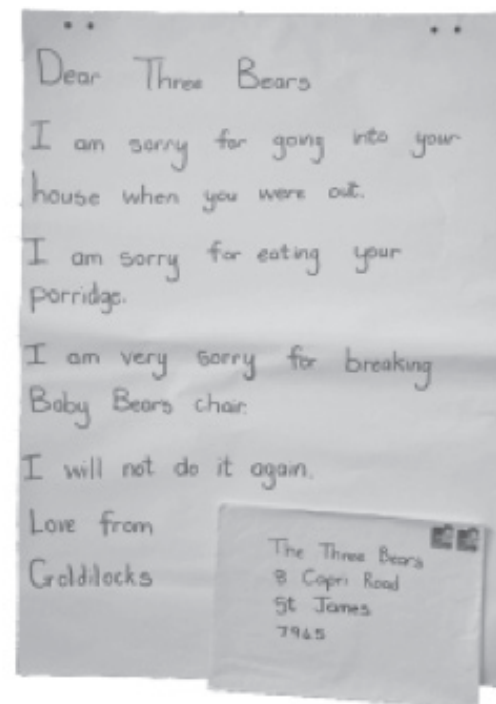 Dear Three Bears
I am sorry for going into your
house when you were out.
I am sorry for eating your
porridge.
I am very sorry for breaking
Baby Bears chair.
I will not do it again.
Love from
Goldilocks
The Three Bears
8 Capri Road
St James
7945